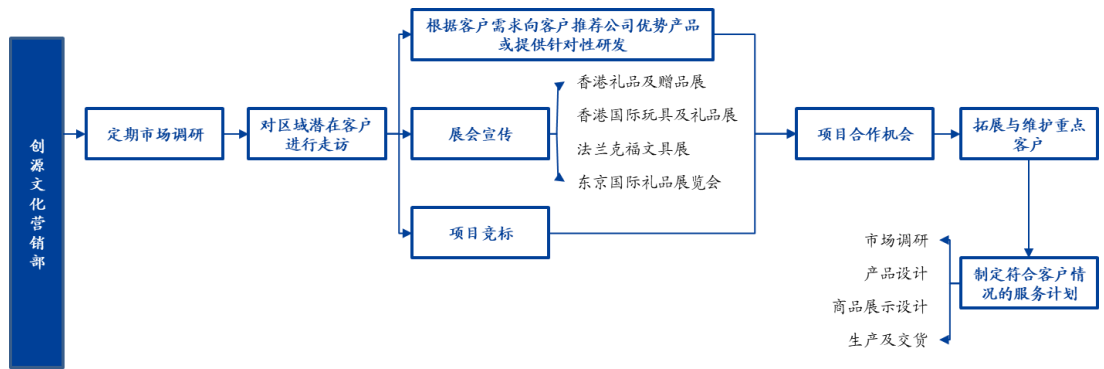 创源文化营销部
定期市场调研
对区域潜在客户
进行走访
根据客户需求向客户推荐公司优势产品
或提供针对性研发
展会宣传
香港礼品及赠品展
香港国际玩具及礼品展
法兰克福文具展
东京国际礼品展览会
项目竞标
项目合作机会
拓展与维护重点
客户
制定符合客户情
况的服务计划
市场调研
产品设计
商品展示设计
生产及交货